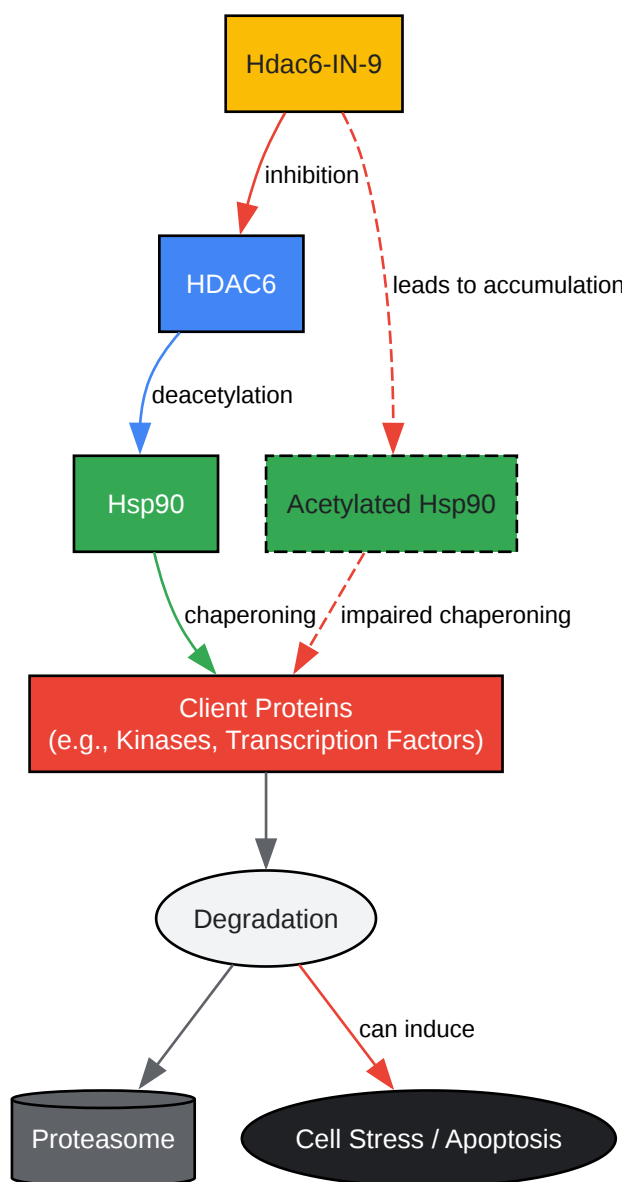 Hdac6-IN-9
inhibition
HDAC6
leads to accumulation
deacetylation
Hsp90
Acetylated Hsp90
chaperoning
impaired chaperoning
Client Proteins
(e.g., Kinases, Transcription Factors)
Degradation
can induce
Proteasome
Cell Stress / Apoptosis